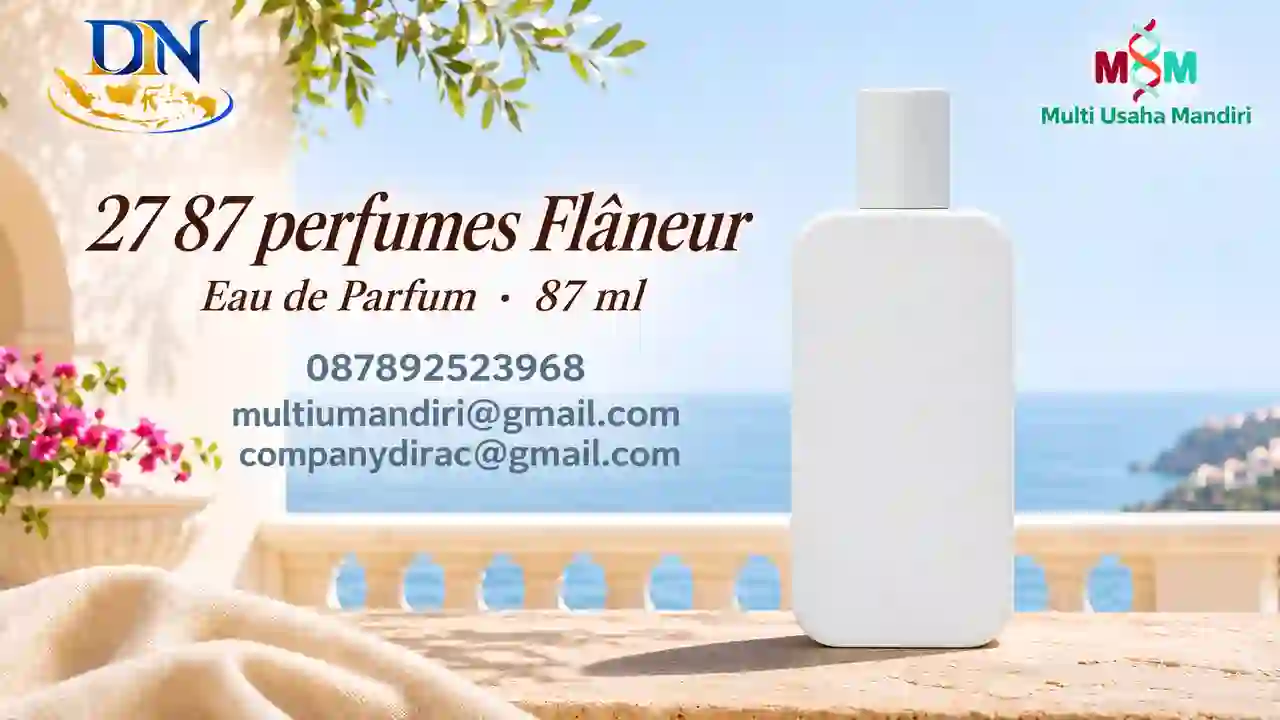 DIN
MSM
Multi Usaha Mandiri
27 87 perfumes Flâneur
Eau de Parfum • 87 ml
087892523968
multiumandiri@gmail.com
companydirac@gmail.com